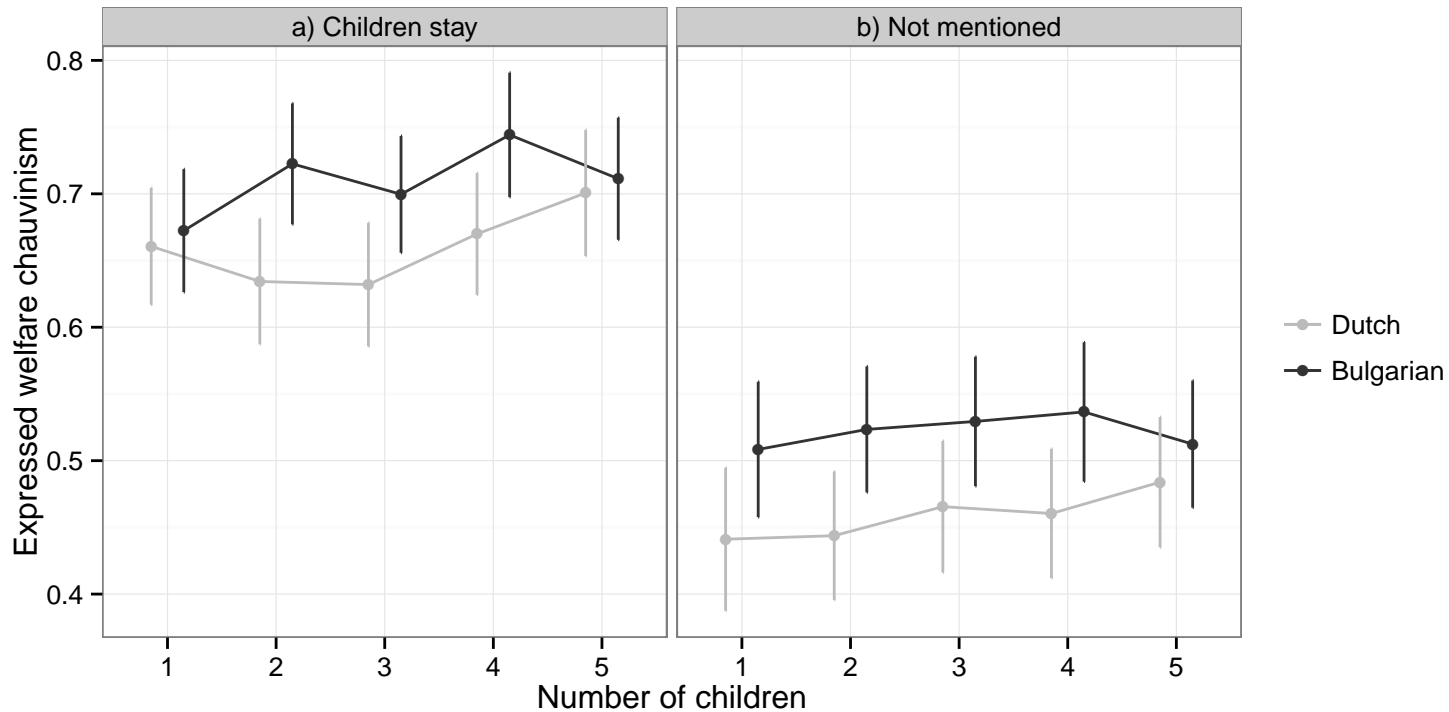 a) Children stay
b) Not mentioned
Expressed welfare chauvinism
0.8
0.7
0.6
0.5
0.4
1 2 3 4 5
1 2 3 4 5
Number of children
Dutch
Bulgarian